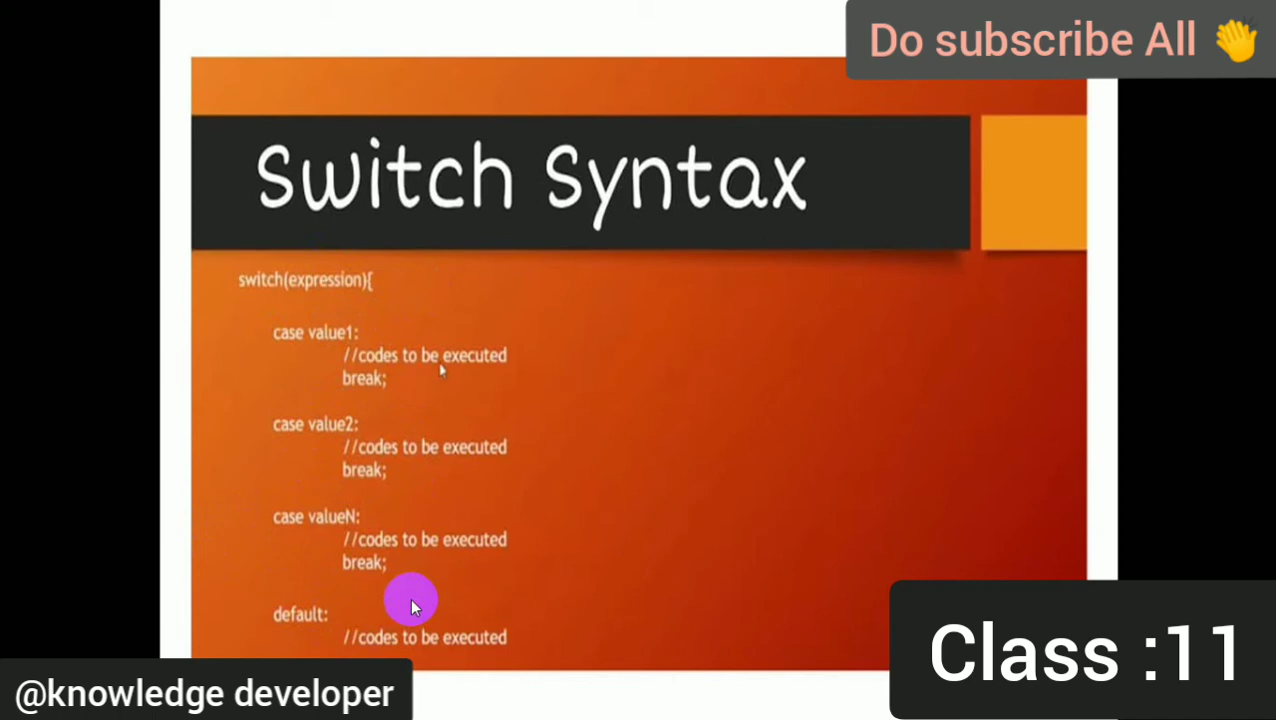 Do subscribe All 👏
Switch Syntax
switch(expression){
case value1:
//codes to be executed
break;
case value2:
//codes to be executed
break;
case valueN:
//codes to be executed
break;
default:
//codes to be executed
Class :11
@knowledge developer